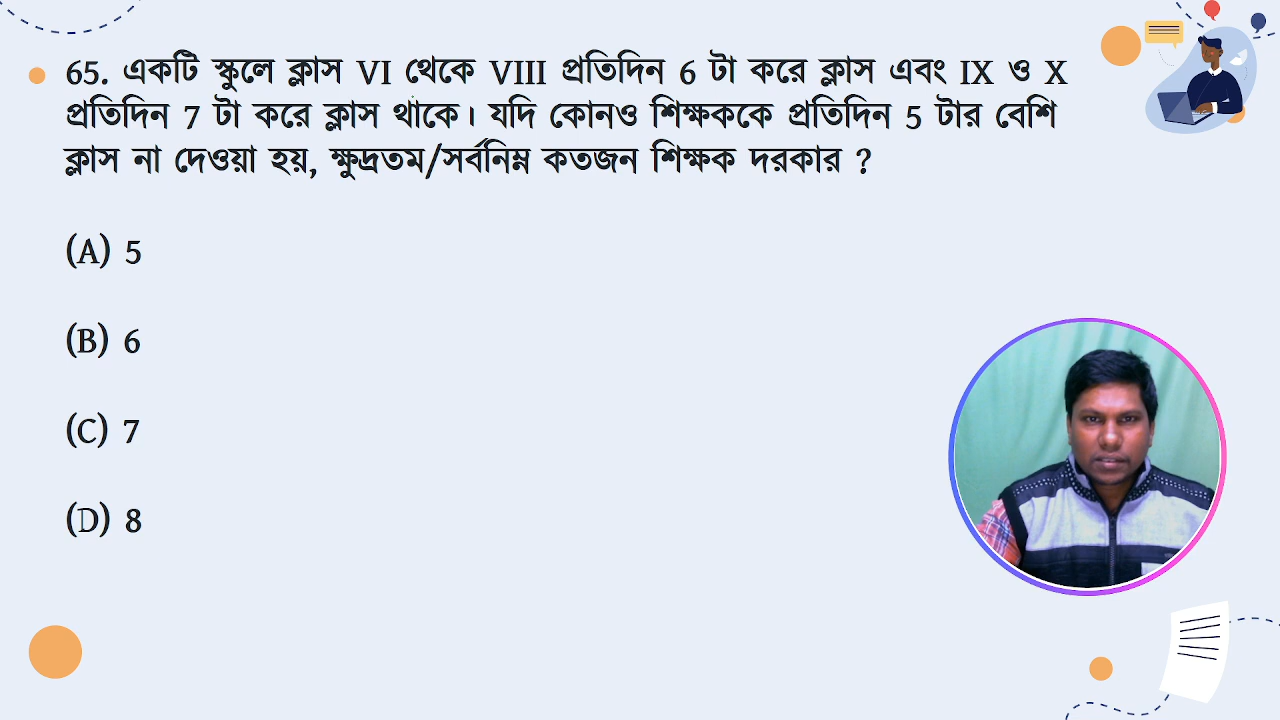 65. একটি স্কুলে ক্লাস VI থেকে VIII প্রতিদিন 6 টা করে ক্লাস এবং IX ও X
প্রতিদিন 7 টা করে ক্লাস থাকে। যদি কোনও শিক্ষককে প্রতিদিন 5 টার বেশি
ক্লাস না দেওয়া হয়, ক্ষুদ্রতম/সর্বনিম্ন কতজন শিক্ষক দরকার ?
(A) 5
(B) 6
(C) 7
(D) 8